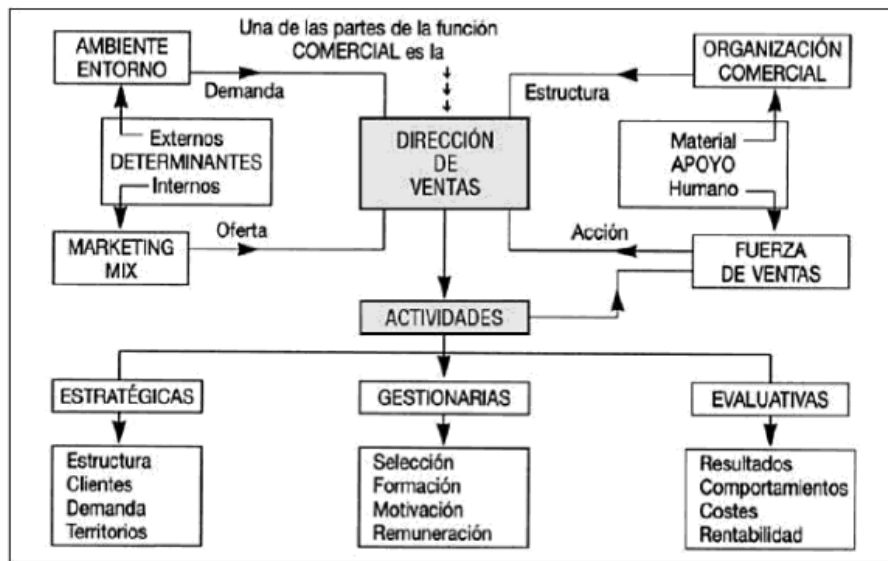 Una de las partes de la función
COMERCIAL es la
AMBIENTE
ENTORNO
Demanda
Externos
DETERMINANTES
Internos
MARKETING
MIX
Oferta
DIRECCIÓN
DE
VENTAS
ORGANIZACIÓN
COMERCIAL
Estructura
Material
APOYO
Humano
Acción
FUERZA
DE VENTAS
ACTIVIDADES
ESTRATÉGICAS
Estructura
Clientes
Demanda
Territorios
GESTIONARIAS
Selección
Formación
Motivación
Remuneración
EVALUATIVAS
Resultados
Comportamientos
Costes
Rentabilidad